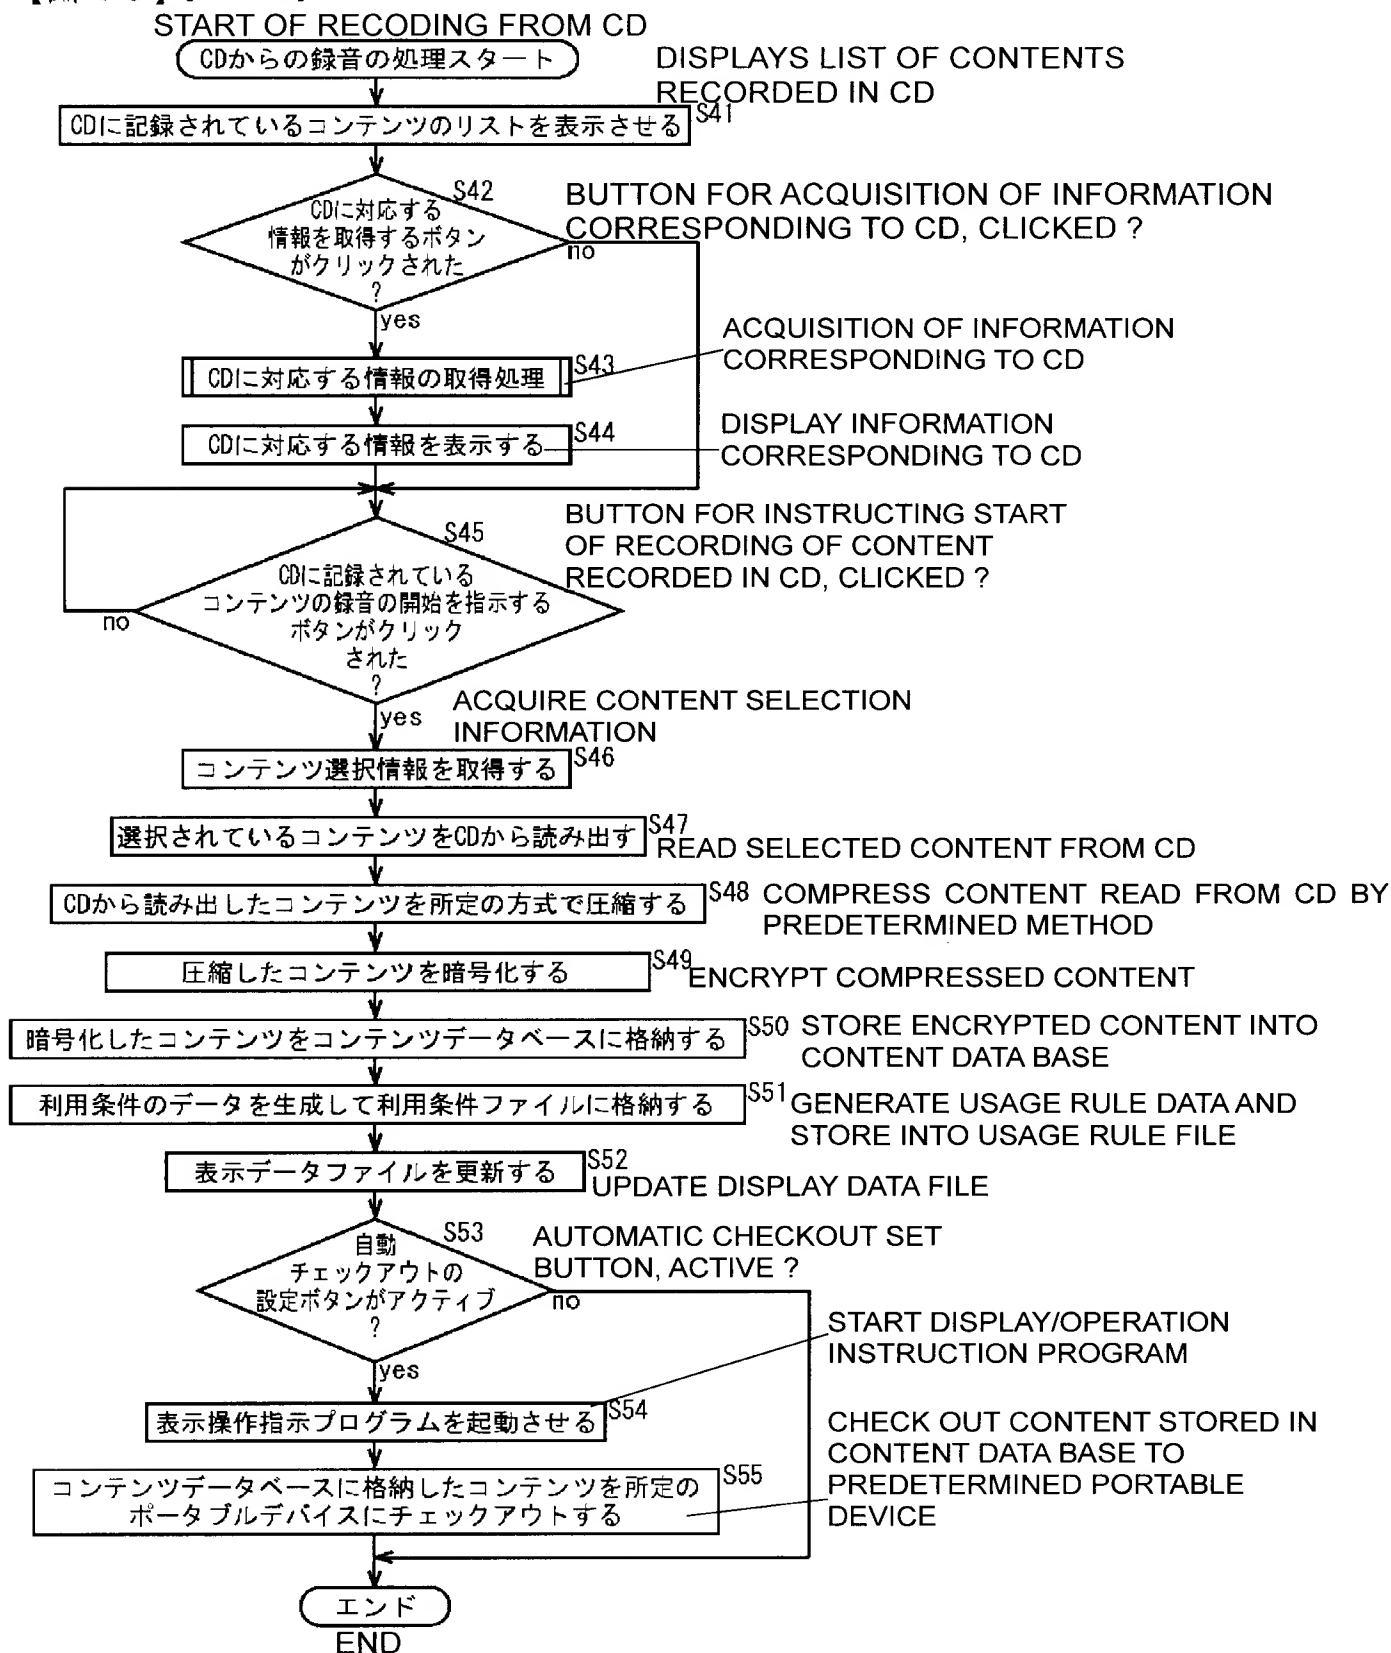 START OF RECODING FROM CD
CDからの録音の処理スタート
DISPLAYS LIST OF CONTENTS
RECORDED IN CD
S41
CDに記録されているコンテンツのリストを表示させる
S42
CDに対応する
情報を取得するボタン
がクリックされた
?
BUTTON FOR ACQUISITION OF INFORMATION
CORRESPONDING TO CD, CLICKED ?
no
yes
ACQUISITION OF INFORMATION
CORRESPONDING TO CD
CDに対応する情報の取得処理
S43
DISPLAY INFORMATION
CORRESPONDING TO CD
CDに対応する情報を表示する
S44
S45
BUTTON FOR INSTRUCTING START
OF RECORDING OF CONTENT
RECORDED IN CD, CLICKED ?
CDに記録されている
コンテンツの録音の開始を指示する
ボタンがクリック
された
?
no
yes
ACQUIRE CONTENT SELECTION
INFORMATION
コンテンツ選択情報を取得する
S46
選択されているコンテンツをCDから読み出す
S47
READ SELECTED CONTENT FROM CD
CDから読み出したコンテンツを所定の方式で圧縮する
S48
COMPRESS CONTENT READ FROM CD BY
PREDETERMINED METHOD
圧縮したコンテンツを暗号化する
S49
ENCRYPT COMPRESSED CONTENT
暗号化したコンテンツをコンテンツデータベースに格納する
S50
STORE ENCRYPTED CONTENT INTO
CONTENT DATA BASE
利用条件のデータを生成して利用条件ファイルに格納する
S51
GENERATE USAGE RULE DATA AND
STORE INTO USAGE RULE FILE
表示データファイルを更新する
S52
UPDATE DISPLAY DATA FILE
S53
自動
チェックアウトの
設定ボタンがアクティブ
?
AUTOMATIC CHECKOUT SET
BUTTON, ACTIVE ?
no
yes
START DISPLAY/OPERATION
INSTRUCTION PROGRAM
表示操作指示プログラムを起動させる
S54
CHECK OUT CONTENT STORED IN
CONTENT DATA BASE TO
PREDETERMINED PORTABLE
DEVICE
コンテンツデータベースに格納したコンテンツを所定の
ポータブルデバイスにチェックアウトする
S55
エンド
END